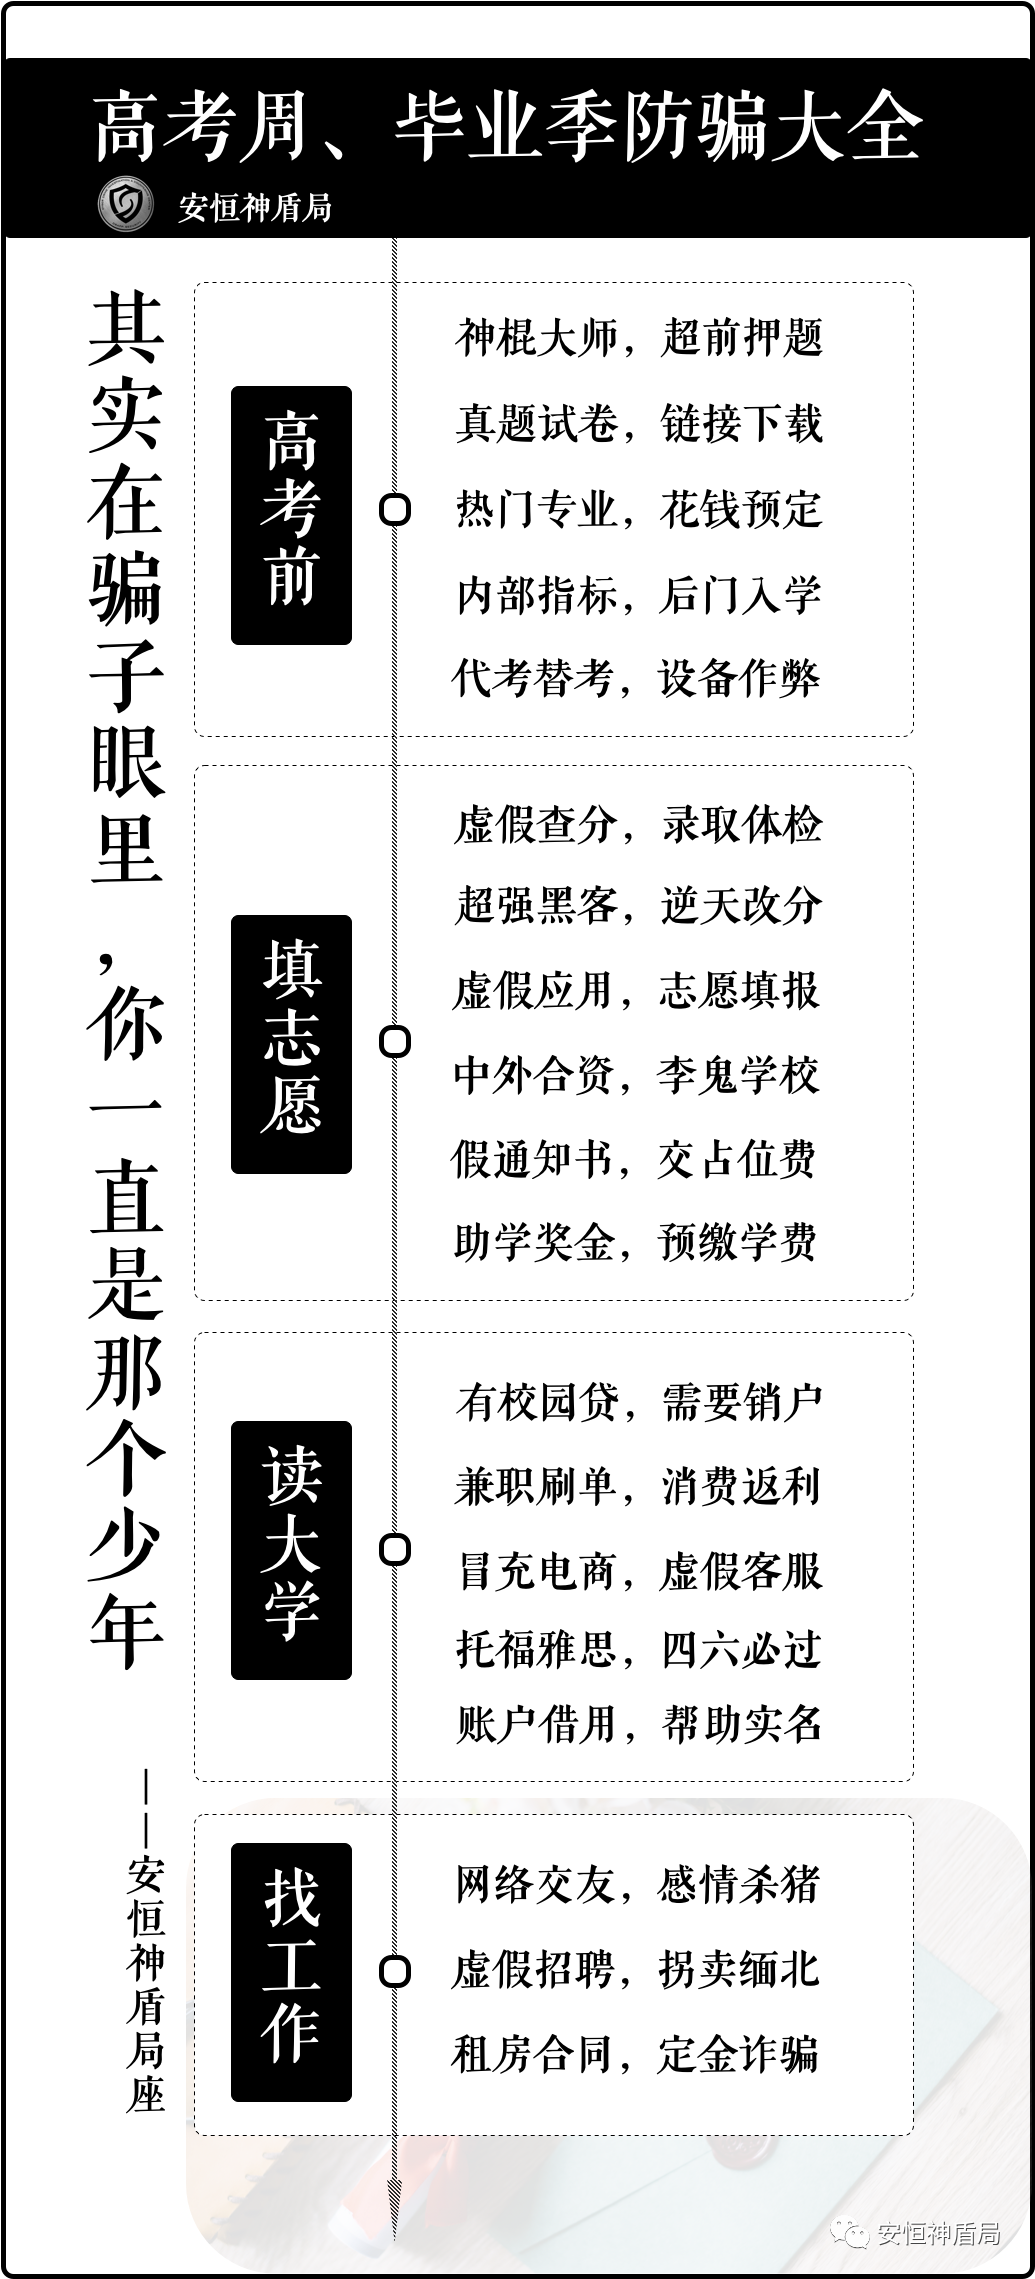 高考周、毕业季防骗大全
安恒神盾局
其实在骗子眼里，你一直是那个少年
——安恒神盾局座
高考前
神棍大师，超前押题
真题试卷，链接下载
热门专业，花钱预定
内部指标，后门入学
代考替考，设备作弊
填志愿
虚假查分，录取体检
超强黑客，逆天改分
虚假应用，志愿填报
中外合资，李鬼学校
假通知书，交占位费
助学奖金，预缴学费
读大学
有校园贷，需要销户
兼职刷单，消费返利
冒充电商，虚假客服
托福雅思，四六必过
账户借用，帮助实名
找工作
网络交友，感情杀猪
虚假招聘，拐卖缅北
租房合同，定金诈骗
安恒神盾局